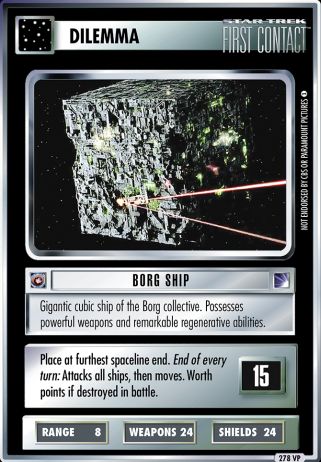 DILEMMA
STAR TREK
FIRST CONTACT
NOT ENDORSED BY CBS OR PARAMOUNT PICTURES
BORG SHIP
Gigantic cubic ship of the Borg collective. Possesses
powerful weapons and remarkable regenerative abilities.
Place at furthest spaceline end. End of every
turn: Attacks all ships, then moves. Worth
points if destroyed in battle.
15
RANGE 8
WEAPONS 24
SHIELDS 24
278 VP